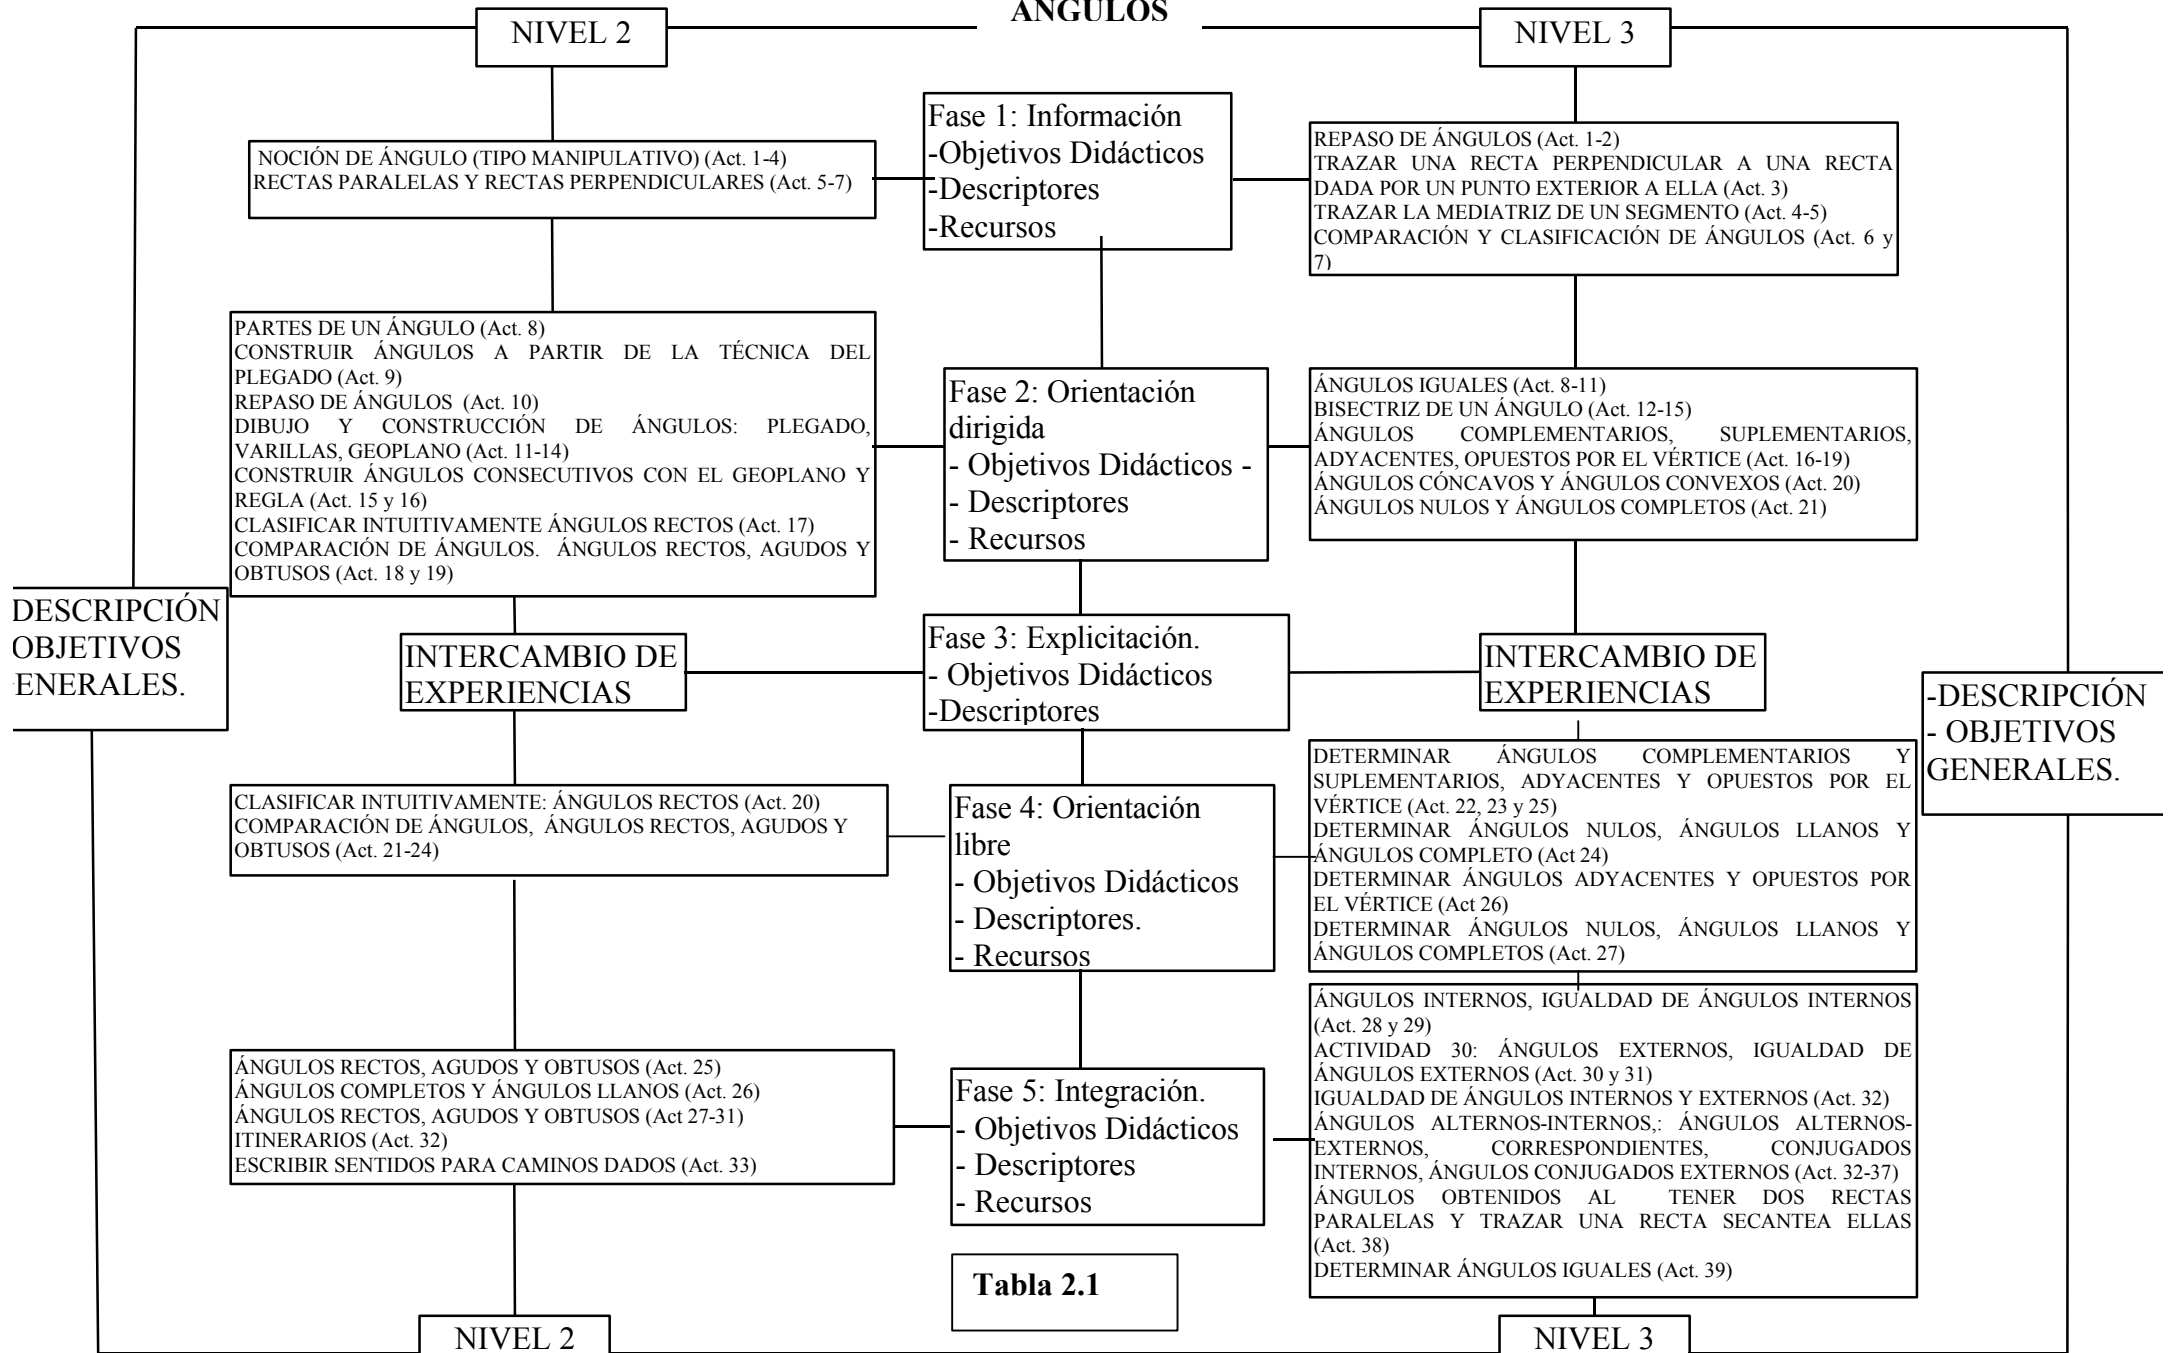 ÁNGULOS
NIVEL 2
NIVEL 3
Fase 1: Información
-Objetivos Didácticos
-Descriptores
-Recursos
NOCIÓN DE ÁNGULO (TIPO MANIPULATIVO) (Act. 1-4)
RECTAS PARALELAS Y RECTAS PERPENDICULARES (Act. 5-7)
REPASO DE ÁNGULOS (Act. 1-2)
TRAZAR UNA RECTA PERPENDICULAR A UNA RECTA
DADA POR UN PUNTO EXTERIOR A ELLA (Act. 3)
TRAZAR LA MEDIATRIZ DE UN SEGMENTO (Act. 4-5)
COMPARACIÓN Y CLASIFICACIÓN DE ÁNGULOS (Act. 6 y
7)
PARTES DE UN ÁNGULO (Act. 8)
CONSTRUIR ÁNGULOS A PARTIR DE LA TÉCNICA DEL
PLEGADO (Act. 9)
REPASO DE ÁNGULOS (Act. 10)
DIBUJO Y CONSTRUCCIÓN DE ÁNGULOS: PLEGADO,
VARILLAS, GEOPLANO (Act. 11-14)
CONSTRUIR ÁNGULOS CONSECUTIVOS CON EL GEOPLANO Y
REGLA (Act. 15 y 16)
CLASIFICAR INTUITIVAMENTE ÁNGULOS RECTOS (Act. 17)
COMPARACIÓN DE ÁNGULOS. ÁNGULOS RECTOS, AGUDOS Y
OBTUSOS (Act. 18 y 19)
Fase 2: Orientación
dirigida
- Objetivos Didácticos -
- Descriptores
- Recursos
ÁNGULOS IGUALES (Act. 8-11)
BISECTRIZ DE UN ÁNGULO (Act. 12-15)
ÁNGULOS COMPLEMENTARIOS, SUPLEMENTARIOS,
ADYACENTES, OPUESTOS POR EL VÉRTICE (Act. 16-19)
ÁNGULOS CÓNCAVOS Y ÁNGULOS CONVEXOS (Act. 20)
ÁNGULOS NULOS Y ÁNGULOS COMPLETOS (Act. 21)
DESCRIPCIÓN
OBJETIVOS
ENERALES.
INTERCAMBIO DE
EXPERIENCIAS
Fase 3: Explicitación.
- Objetivos Didácticos
-Descriptores
INTERCAMBIO DE
EXPERIENCIAS
-DESCRIPCIÓN
- OBJETIVOS
GENERALES.
CLASIFICAR INTUITIVAMENTE: ÁNGULOS RECTOS (Act. 20)
COMPARACIÓN DE ÁNGULOS, ÁNGULOS RECTOS, AGUDOS Y
OBTUSOS (Act. 21-24)
Fase 4: Orientación
libre
- Objetivos Didácticos
- Descriptores.
- Recursos
DETERMINAR ÁNGULOS COMPLEMENTARIOS Y
SUPLEMENTARIOS, ADYACENTES Y OPUESTOS POR EL
VÉRTICE (Act. 22, 23 y 25)
DETERMINAR ÁNGULOS NULOS, ÁNGULOS LLANOS Y
ÁNGULOS COMPLETO (Act 24)
DETERMINAR ÁNGULOS ADYACENTES Y OPUESTOS POR
EL VÉRTICE (Act 26)
DETERMINAR ÁNGULOS NULOS, ÁNGULOS LLANOS Y
ÁNGULOS COMPLETOS (Act. 27)
ÁNGULOS RECTOS, AGUDOS Y OBTUSOS (Act. 25)
ÁNGULOS COMPLETOS Y ÁNGULOS LLANOS (Act. 26)
ÁNGULOS RECTOS, AGUDOS Y OBTUSOS (Act 27-31)
ITINERARIOS (Act. 32)
ESCRIBIR SENTIDOS PARA CAMINOS DADOS (Act. 33)
Fase 5: Integración.
- Objetivos Didácticos
- Descriptores
- Recursos
ÁNGULOS INTERNOS, IGUALDAD DE ÁNGULOS INTERNOS
(Act. 28 y 29)
ACTIVIDAD 30: ÁNGULOS EXTERNOS, IGUALDAD DE
ÁNGULOS EXTERNOS (Act. 30 y 31)
IGUALDAD DE ÁNGULOS INTERNOS Y EXTERNOS (Act. 32)
ÁNGULOS ALTERNOS-INTERNOS,: ÁNGULOS ALTERNOS-
EXTERNOS, CORRESPONDIENTES, CONJUGADOS
INTERNOS, ÁNGULOS CONJUGADOS EXTERNOS (Act. 32-37)
ÁNGULOS OBTENIDOS AL TENER DOS RECTAS
PARALELAS Y TRAZAR UNA RECTA SECANTEA ELLAS
(Act. 38)
DETERMINAR ÁNGULOS IGUALES (Act. 39)
Tabla 2.1
NIVEL 2
NIVEL 3